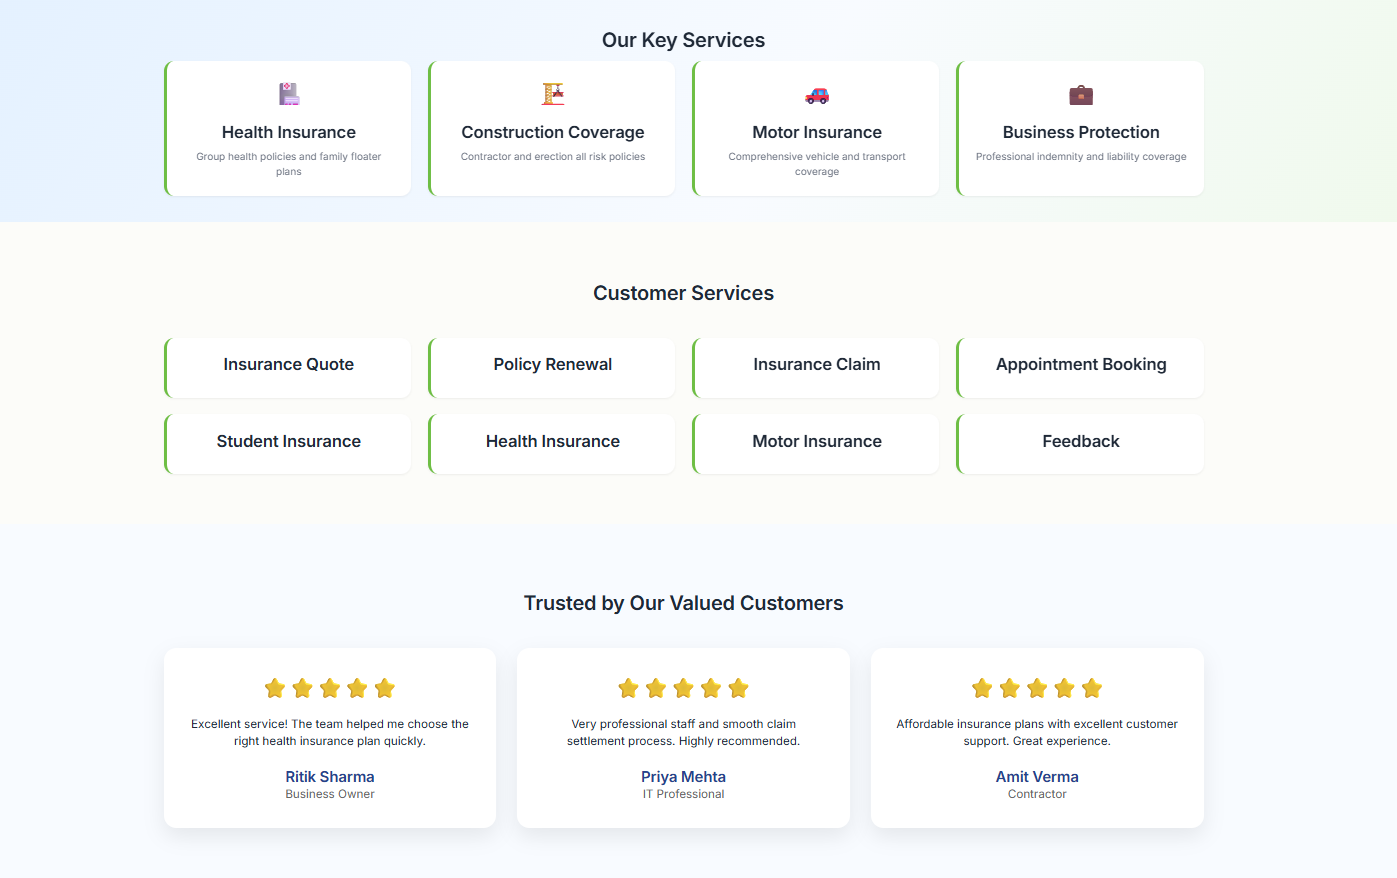 Our Key Services
Health Insurance
Group health policies and family floater
plans
Construction Coverage
Contractor and erection all risk policies
Motor Insurance
Comprehensive vehicle and transport
coverage
Business Protection
Professional indemnity and liability coverage
Customer Services
Insurance Quote
Policy Renewal
Insurance Claim
Appointment Booking
Student Insurance
Health Insurance
Motor Insurance
Feedback
Trusted by Our Valued Customers
Excellent service! The team helped me choose the
right health insurance plan quickly.
Ritik Sharma
Business Owner
Very professional staff and smooth claim
settlement process. Highly recommended.
Priya Mehta
IT Professional
Affordable insurance plans with excellent customer
support. Great experience.
Amit Verma
Contractor